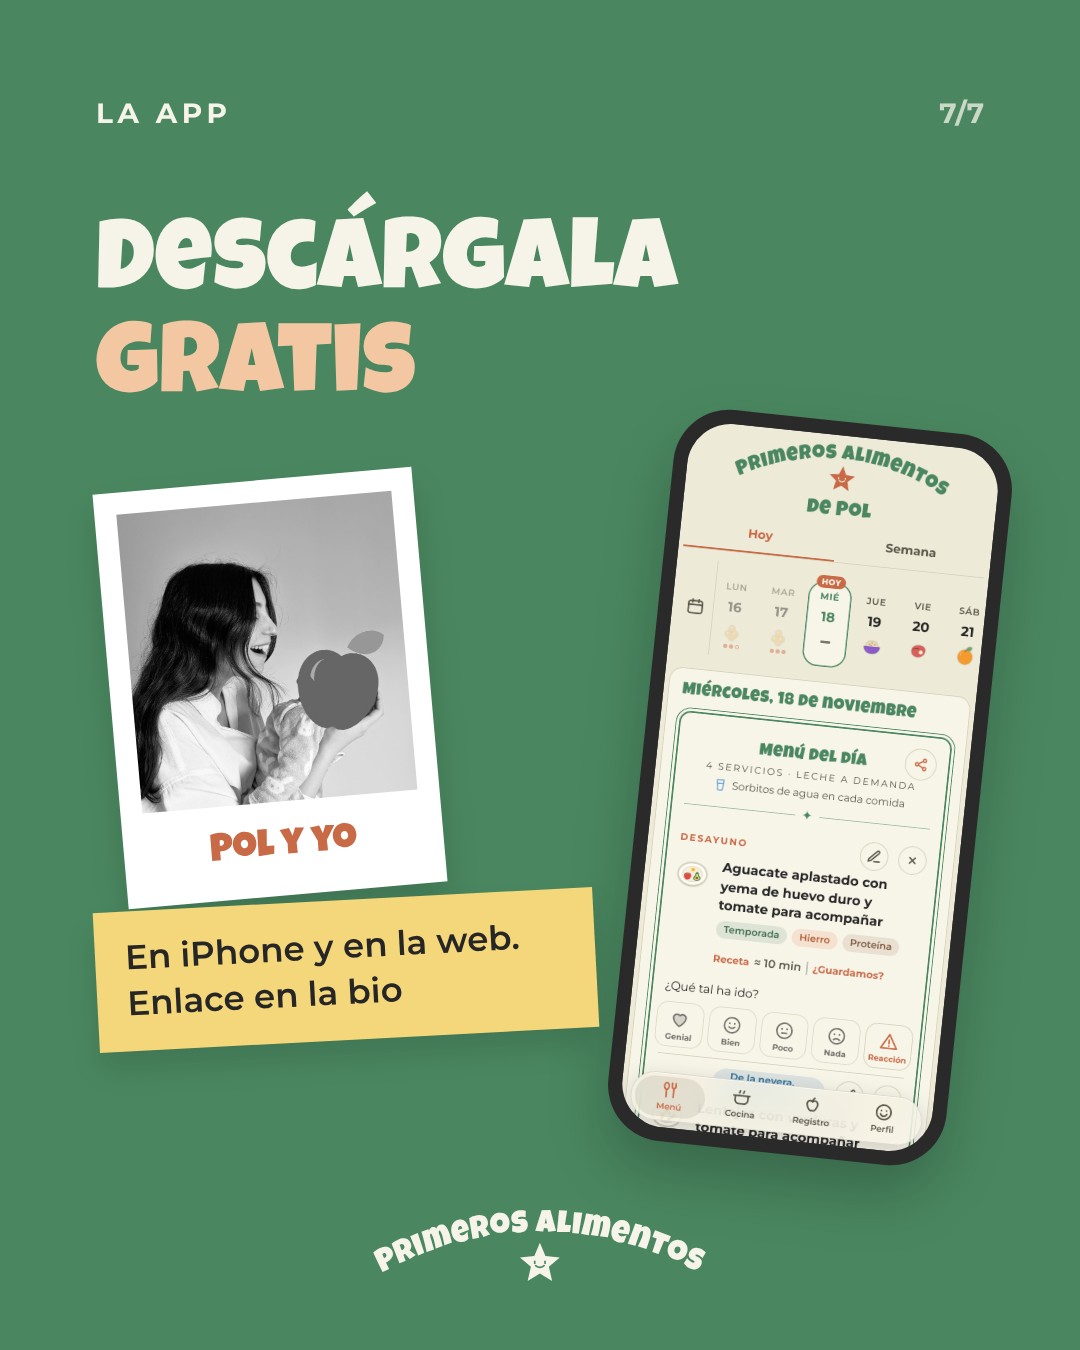 LA APP
7/7
DESCÁRGALA
GRATIS
POL Y YO
En iPhone y en la web.
Enlace en la bio
PRIMEROS ALIMENTOS
DE POL
Hoy
Semana
HOY
LUN
MAR
MIÉ
JUE
VIE
SÁB
16
17
18
19
20
21
Miércoles, 18 de noviembre
Menú del día
4 SERVICIOS · LECHE A DEMANDA
Sorbitos de agua en cada comida
DESAYUNO
Aguacate aplastado con
yema de huevo duro y
tomate para acompañar
Temporada
Hierro
Proteína
Receta ≈ 10 min | ¿Guardamos?
¿Qué tal ha ido?
Genial
Bien
Poco
Nada
Reacción
De la nevera,
Menú
Cocina
Registro
Perfil
tomate para acompañar
PRIMEROS ALIMENTOS